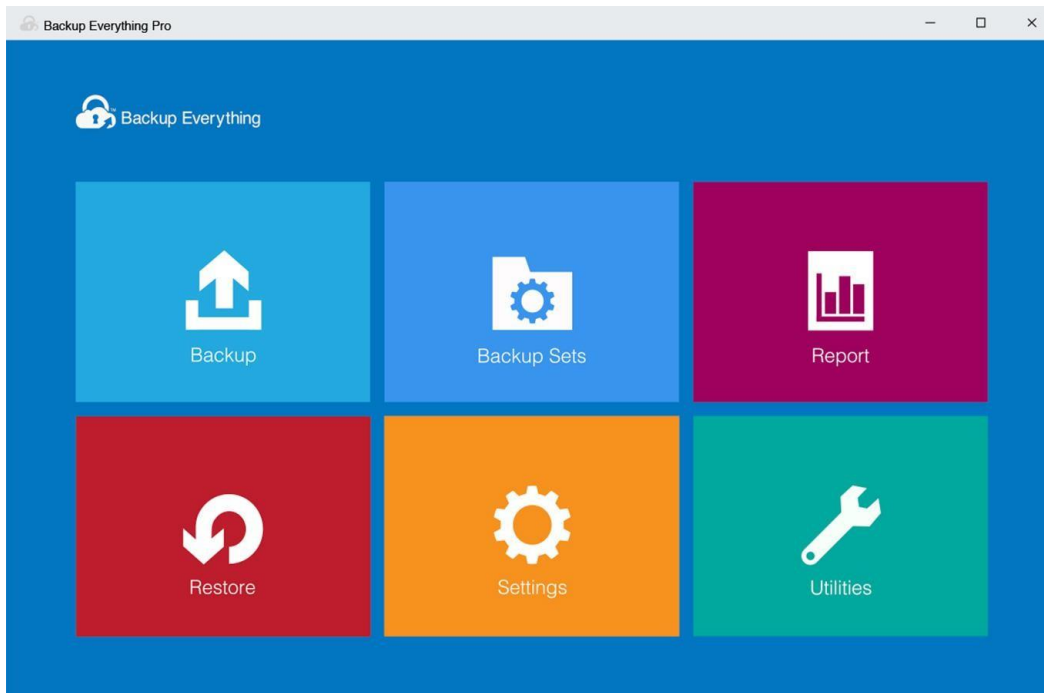 Backup Everything Pro
Backup Everything
Backup
Backup Sets
Report
Restore
Settings
Utilities